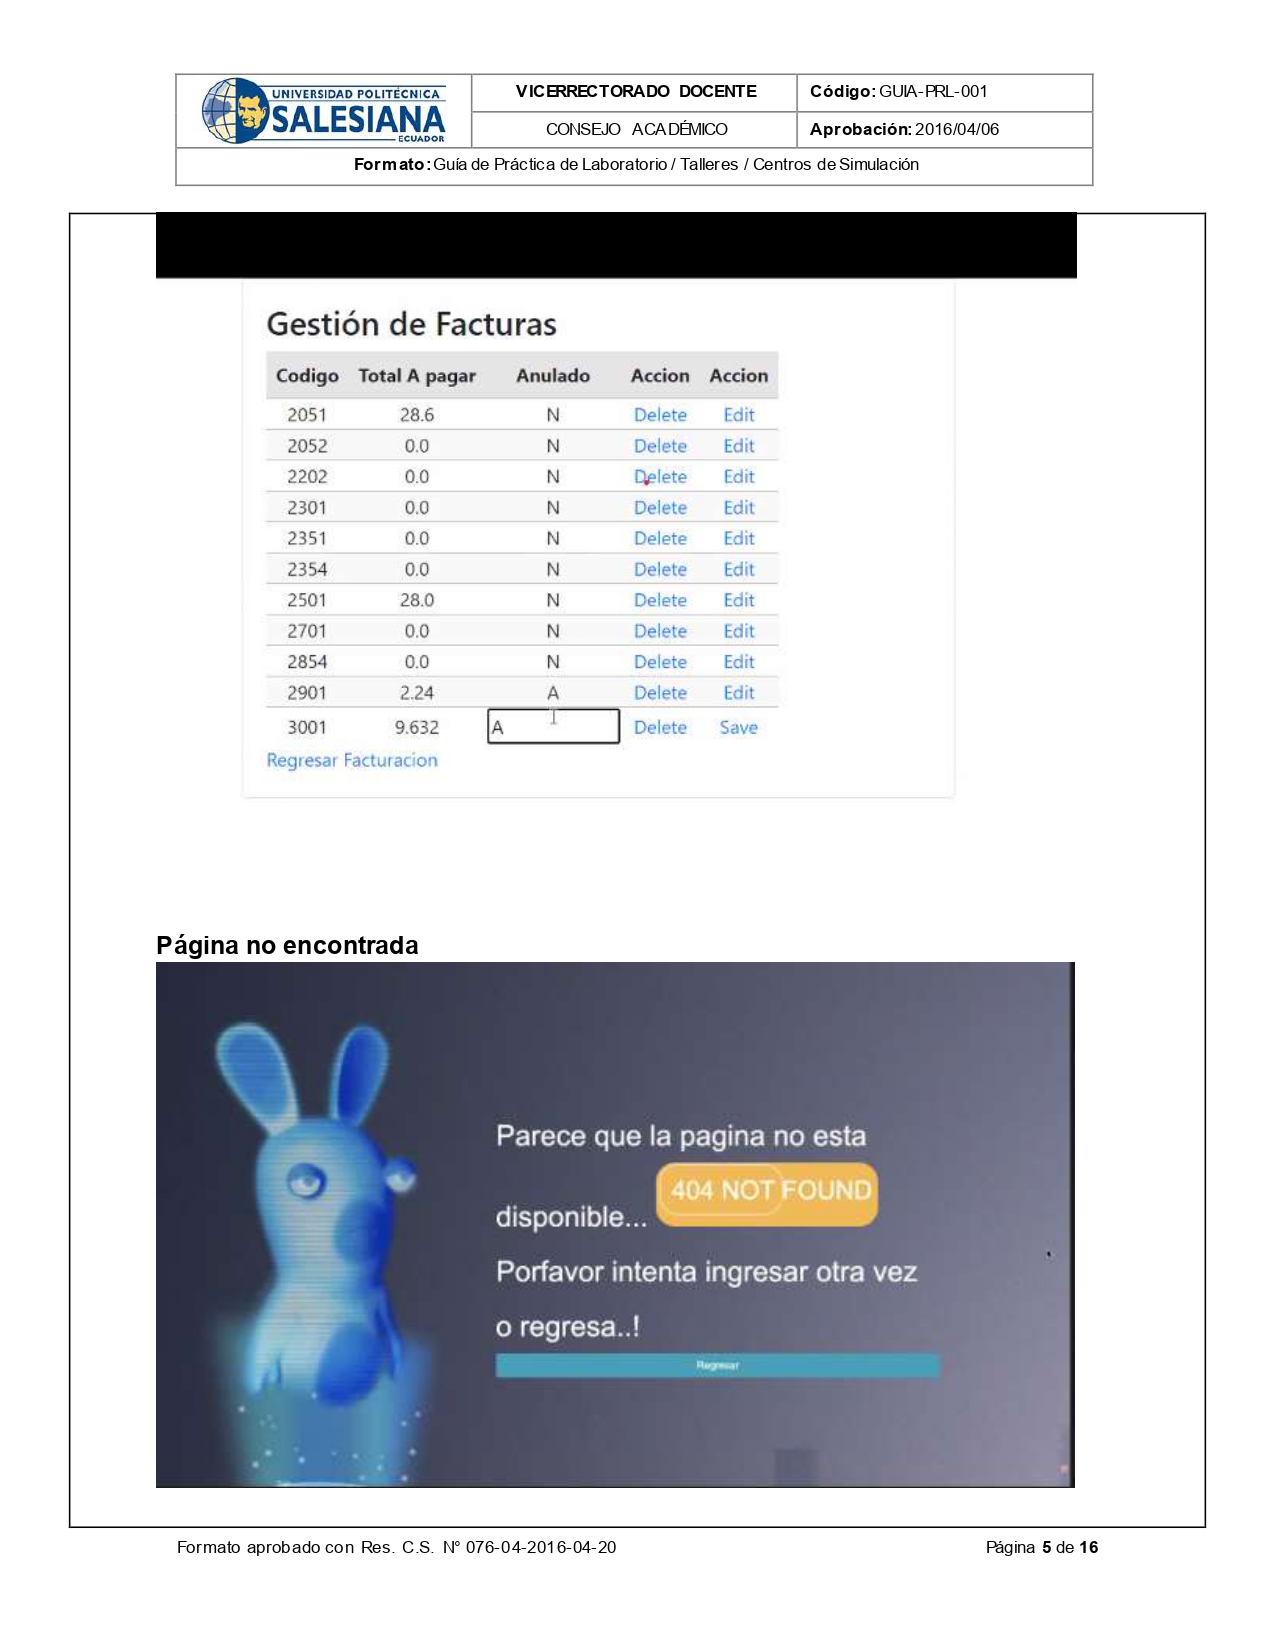 UNIVERSIDAD POLITÉCNICA
SALESIANA
ECUADOR
VICERRECTORADO DOCENTE
Código: GUIA-PRL-001
CONSEJO ACADÉMICO
Aprobación: 2016/04/06
Formato: Guía de Práctica de Laboratorio / Talleres / Centros de Simulación
Gestión de Facturas
Codigo Total A pagar Anulado Accion Accion
2051 28.6 N Delete Edit
2052 0.0 N Delete Edit
2202 0.0 N Delete Edit
2301 0.0 N Delete Edit
2351 0.0 N Delete Edit
2354 0.0 N Delete Edit
2501 28.0 N Delete Edit
2701 0.0 N Delete Edit
2854 0.0 N Delete Edit
2901 2.24 A Delete Edit
3001 9.632 A Delete Save
Regresar Facturacion
Página no encontrada
Parece que la pagina no esta
disponible... 404 NOT FOUND
Porfavor intenta ingresar otra vez
o regresa..!
Regresar
Formato aprobado con Res. C.S. N° 076-04-2016-04-20
Página 5 de 16